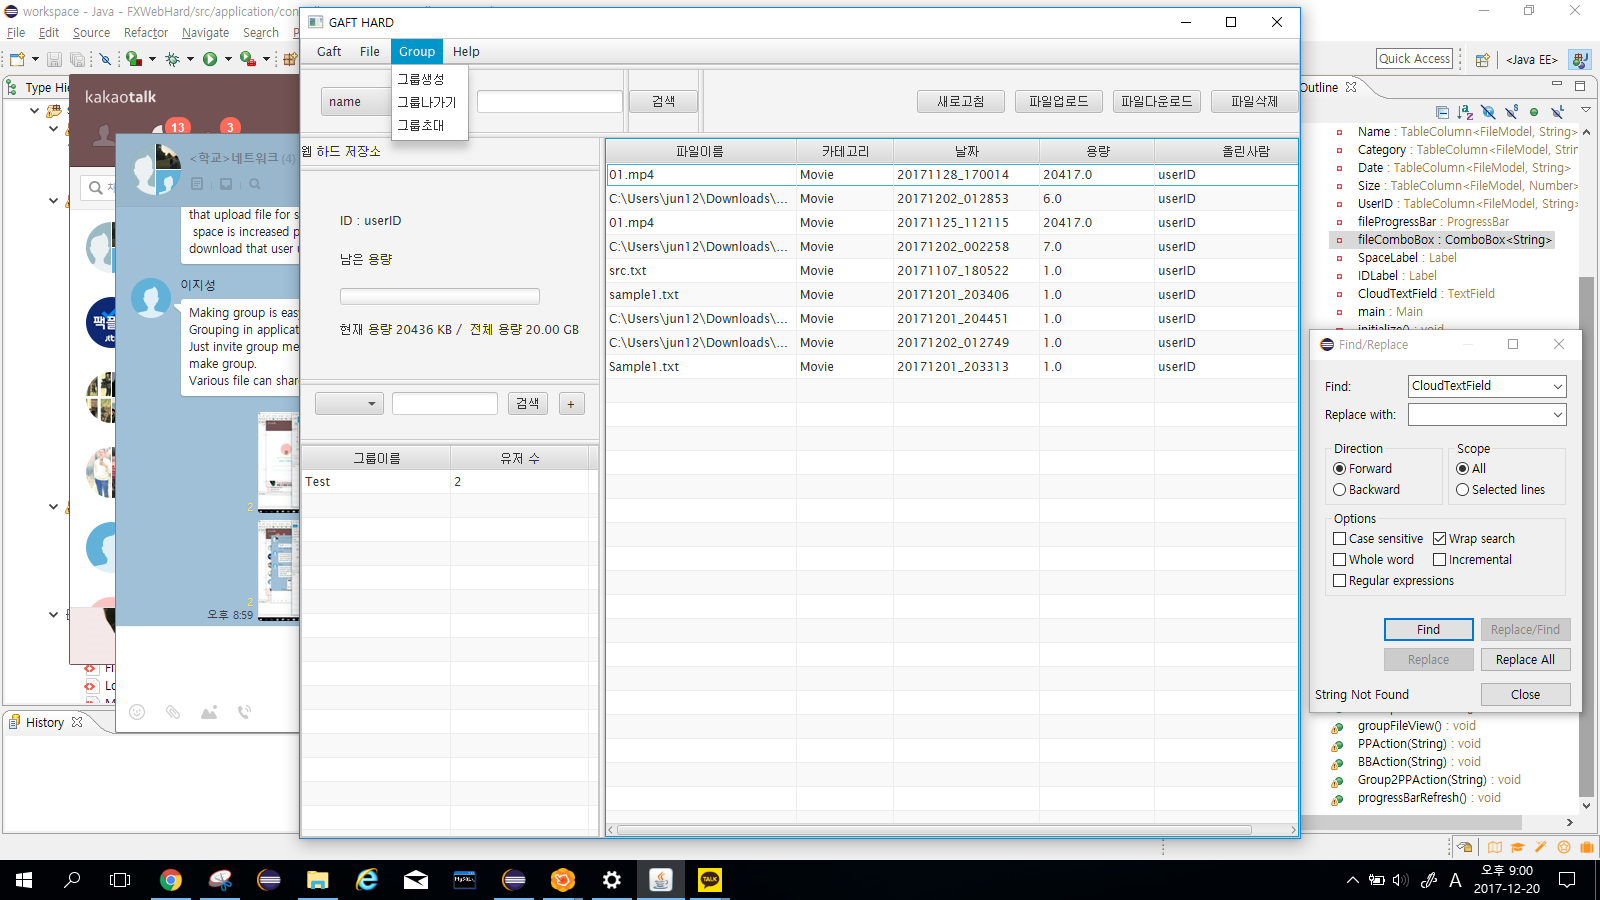 workspace - Java - FXWebHard/src/application/con
File Edit Source Refactor Navigate Search
Quick Access
<Java EE>
Type Hi
kakaotalk
13
3
<학교>네트워크 (4)
that upload file for s
space is increased p
download that user u
이지성
Making group is easy
Grouping in applicat
Just invite group me
make group.
Various file can shar
2
2
오후 8:59
History
GAFT HARD
Gaft File Group Help
그룹생성
그룹나가기
그룹초대
name
검색
새로고침 파일업로드 파일다운로드 파일삭제
웹 하드 저장소
ID : userID
남은 용량
현재 용량 20436 KB / 전체 용량 20.00 GB
검색 +
그룹이름 유저 수
Test 2
파일이름 카테고리 날짜 용량 올린사람
01.mp4 Movie 20171128_170014 20417.0 userID
C:\Users\jun12\Downloads\... Movie 20171202_012853 6.0 userID
01.mp4 Movie 20171125_112115 20417.0 userID
C:\Users\jun12\Downloads\... Movie 20171202_002258 7.0 userID
src.txt Movie 20171107_180522 1.0 userID
sample1.txt Movie 20171201_203406 1.0 userID
C:\Users\jun12\Downloads\... Movie 20171201_204451 1.0 userID
C:\Users\jun12\Downloads\... Movie 20171202_012749 1.0 userID
Sample1.txt Movie 20171201_203313 1.0 userID
Outline
Name : TableColumn<FileModel, String>
Category : TableColumn<FileModel, Strin
Date : TableColumn<FileModel, String>
Size : TableColumn<FileModel, Number>
UserID : TableColumn<FileModel, String>
fileProgressBar : ProgressBar
fileComboBox : ComboBox<String>
SpaceLabel : Label
IDLabel : Label
CloudTextField : TextField
main : Main
initialize() : void
Find/Replace
Find: CloudTextField
Replace with:
Direction
Forward
Backward
Scope
All
Selected lines
Options
Case sensitive Wrap search
Whole word Incremental
Regular expressions
Find Replace/Find
Replace Replace All
String Not Found Close
groupFileView() : void
PPAction(String) : void
BBAction(String) : void
Group2PPAction(String) : void
progressBarRefresh() : void
MySQL
TALK
A
오후 9:00
2017-12-20